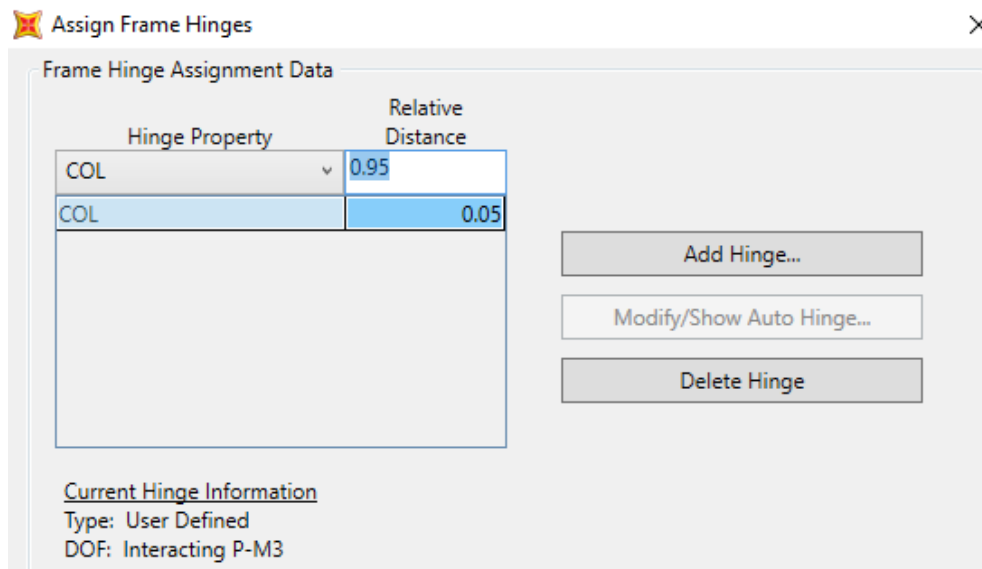 Assign Frame Hinges
Frame Hinge Assignment Data
Hinge Property
Relative
Distance
COL 0.95
COL 0.05
Add Hinge...
Modify/Show Auto Hinge...
Delete Hinge
Current Hinge Information
Type: User Defined
DOF: Interacting P-M3